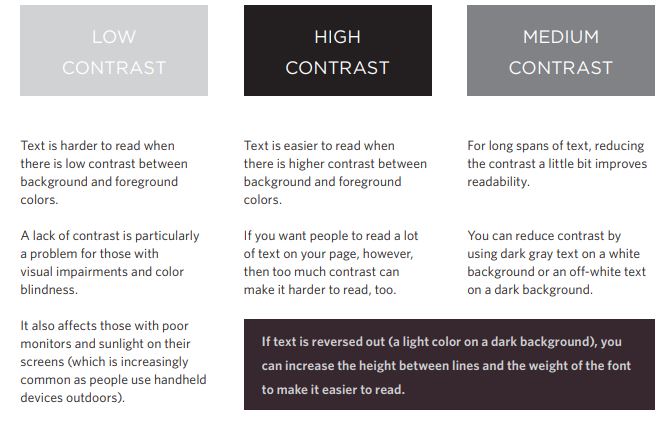 LOW
CONTRAST
Text is harder to read when
there is low contrast between
background and foreground
colors.
A lack of contrast is particularly
a problem for those with
visual impairments and color
blindness.
It also affects those with poor
monitors and sunlight on their
screens (which is increasingly
common as people use handheld
devices outdoors).
HIGH
CONTRAST
Text is easier to read when
there is higher contrast between
background and foreground
colors.
If you want people to read a lot
of text on your page, however,
then too much contrast can
make it harder to read, too.
MEDIUM
CONTRAST
For long spans of text, reducing
the contrast a little bit improves
readability.
You can reduce contrast by
using dark gray text on a white
background or an off-white text
on a dark background.
If text is reversed out (a light color on a dark background), you
can increase the height between lines and the weight of the font
to make it easier to read.